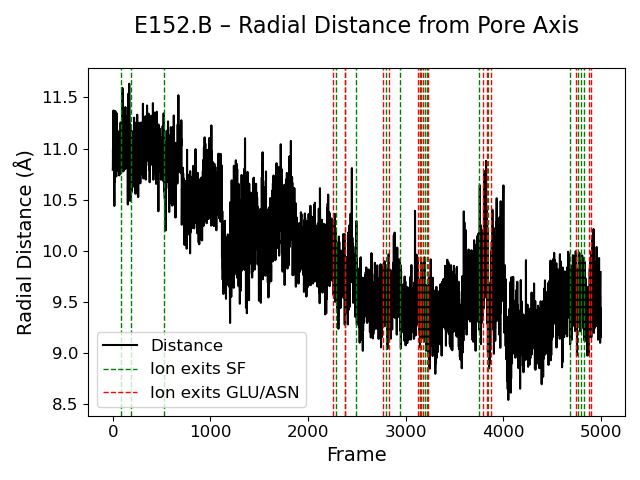 E152.B – Radial Distance from Pore Axis
Radial Distance (Å)
11.5
11.0
10.5
10.0
9.5
9.0
8.5
Distance
Ion exits SF
Ion exits GLU/ASN
0
1000
2000
3000
4000
5000
Frame